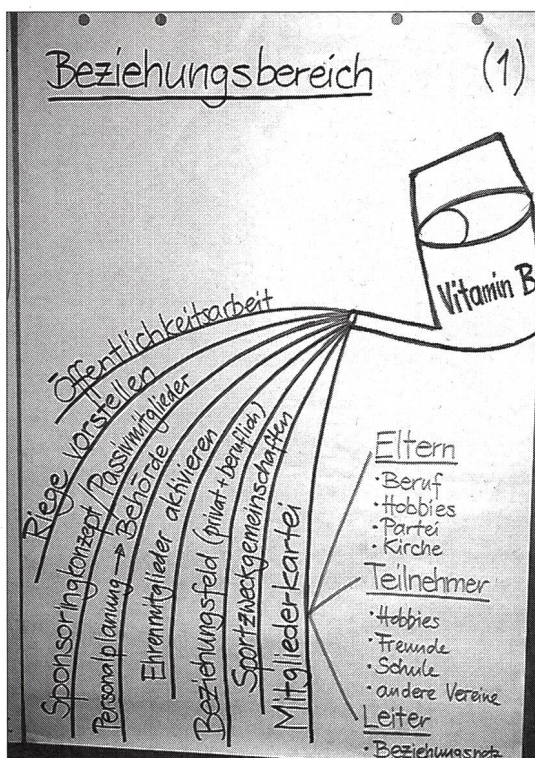 Beziehungsbereich (1)
Vitamin B
Öffentlichkeitsarbeit
Riege vorstellen
Sponsoringkonzept/Passivmitglieder
Personalplanung → Behörde
Ehrenmitglieder aktivieren
Beziehungsfeld (privat + beruflich)
Sportzweckgemeinschaften
Mitgliederkartei
Eltern
· Beruf
· Hobbies
· Partei
· Kirche
Teilnehmer
· Hobbies
· Freunde
· Schule
· andere Vereine
Leiter
· Beziehungsnetz